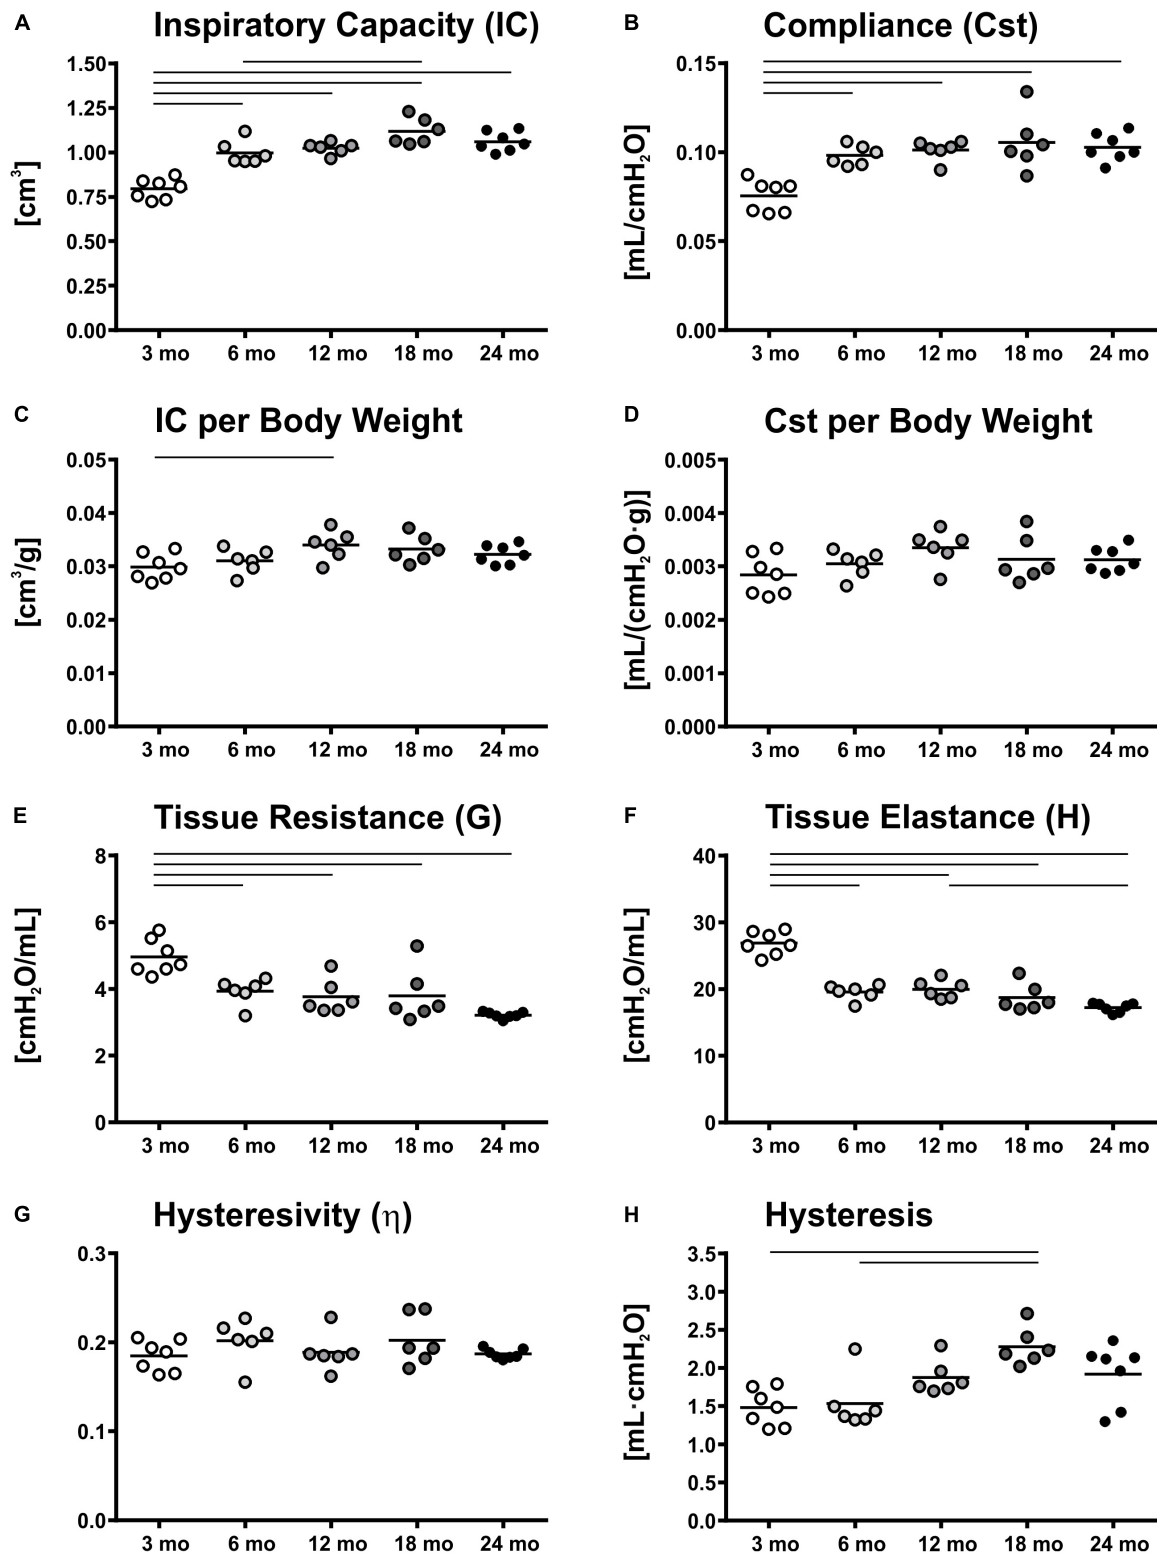 A Inspiratory Capacity (IC)
[cm³]
1.50
1.25
1.00
0.75
0.50
0.25
0.00
3 mo 6 mo 12 mo 18 mo 24 mo
B Compliance (Cst)
[mL/cmH₂O]
0.15
0.10
0.05
0.00
3 mo 6 mo 12 mo 18 mo 24 mo
C IC per Body Weight
[cm³/g]
0.05
0.04
0.03
0.02
0.01
0.00
3 mo 6 mo 12 mo 18 mo 24 mo
D Cst per Body Weight
[mL/(cmH₂O·g)]
0.005
0.004
0.003
0.002
0.001
0.000
3 mo 6 mo 12 mo 18 mo 24 mo
E Tissue Resistance (G)
[cmH₂O/mL]
8
6
4
2
0
3 mo 6 mo 12 mo 18 mo 24 mo
F Tissue Elastance (H)
[cmH₂O/mL]
40
30
20
10
0
3 mo 6 mo 12 mo 18 mo 24 mo
G Hysteresivity (η)
0.3
0.2
0.1
0.0
3 mo 6 mo 12 mo 18 mo 24 mo
H Hysteresis
[mL·cmH₂O]
3.5
3.0
2.5
2.0
1.5
1.0
0.5
0.0
3 mo 6 mo 12 mo 18 mo 24 mo